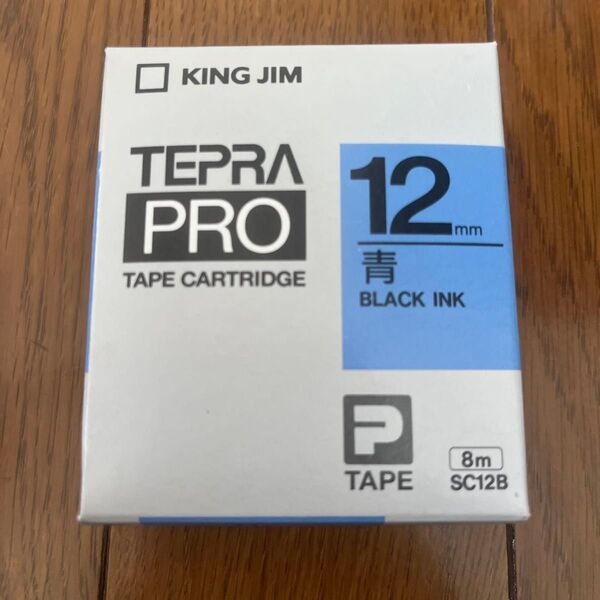 KING JIM
TEPRA
PRO
TAPE CARTRIDGE
12mm
青
BLACK INK
P
TAPE
8m
SC12B